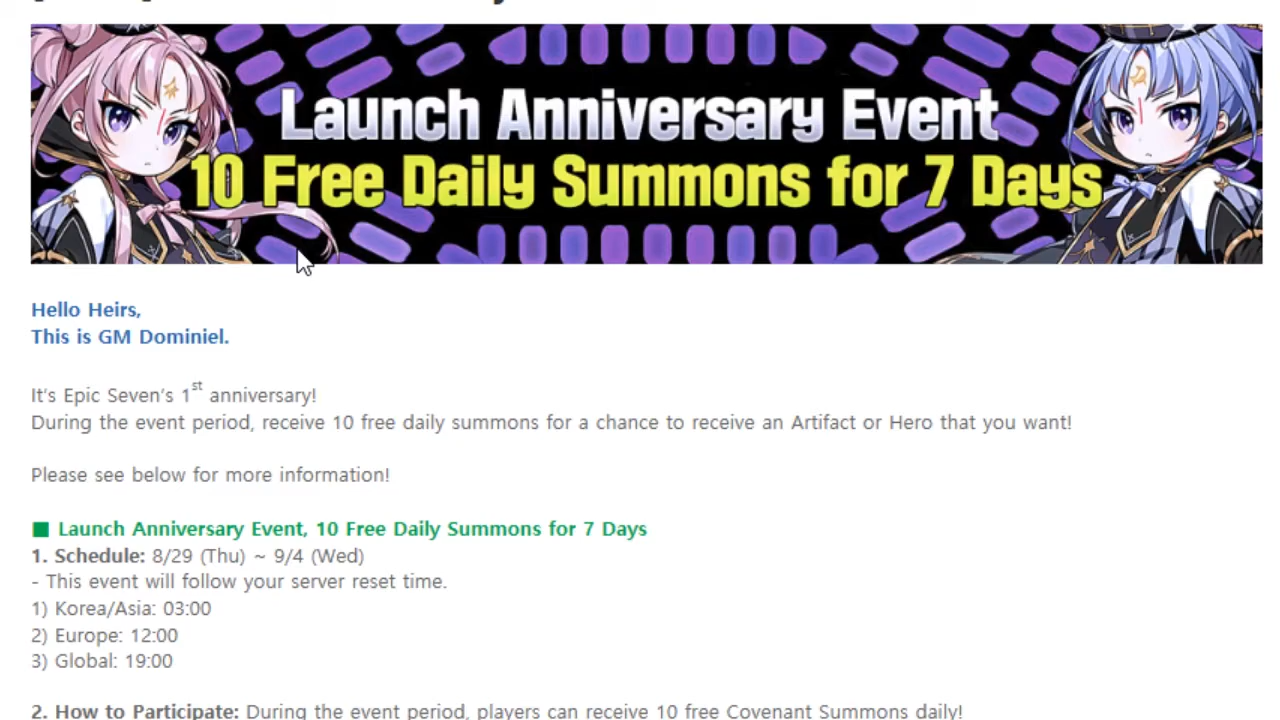 Launch Anniversary Event
10 Free Daily Summons for 7 Days
Hello Heirs,
This is GM Dominiel.
It’s Epic Seven’s 1st anniversary!
During the event period, receive 10 free daily summons for a chance to receive an Artifact or Hero that you want!
Please see below for more information!
■ Launch Anniversary Event, 10 Free Daily Summons for 7 Days
1. Schedule: 8/29 (Thu) ~ 9/4 (Wed)
- This event will follow your server reset time.
1) Korea/Asia: 03:00
2) Europe: 12:00
3) Global: 19:00
2. How to Participate: During the event period, players can receive 10 free Covenant Summons daily!